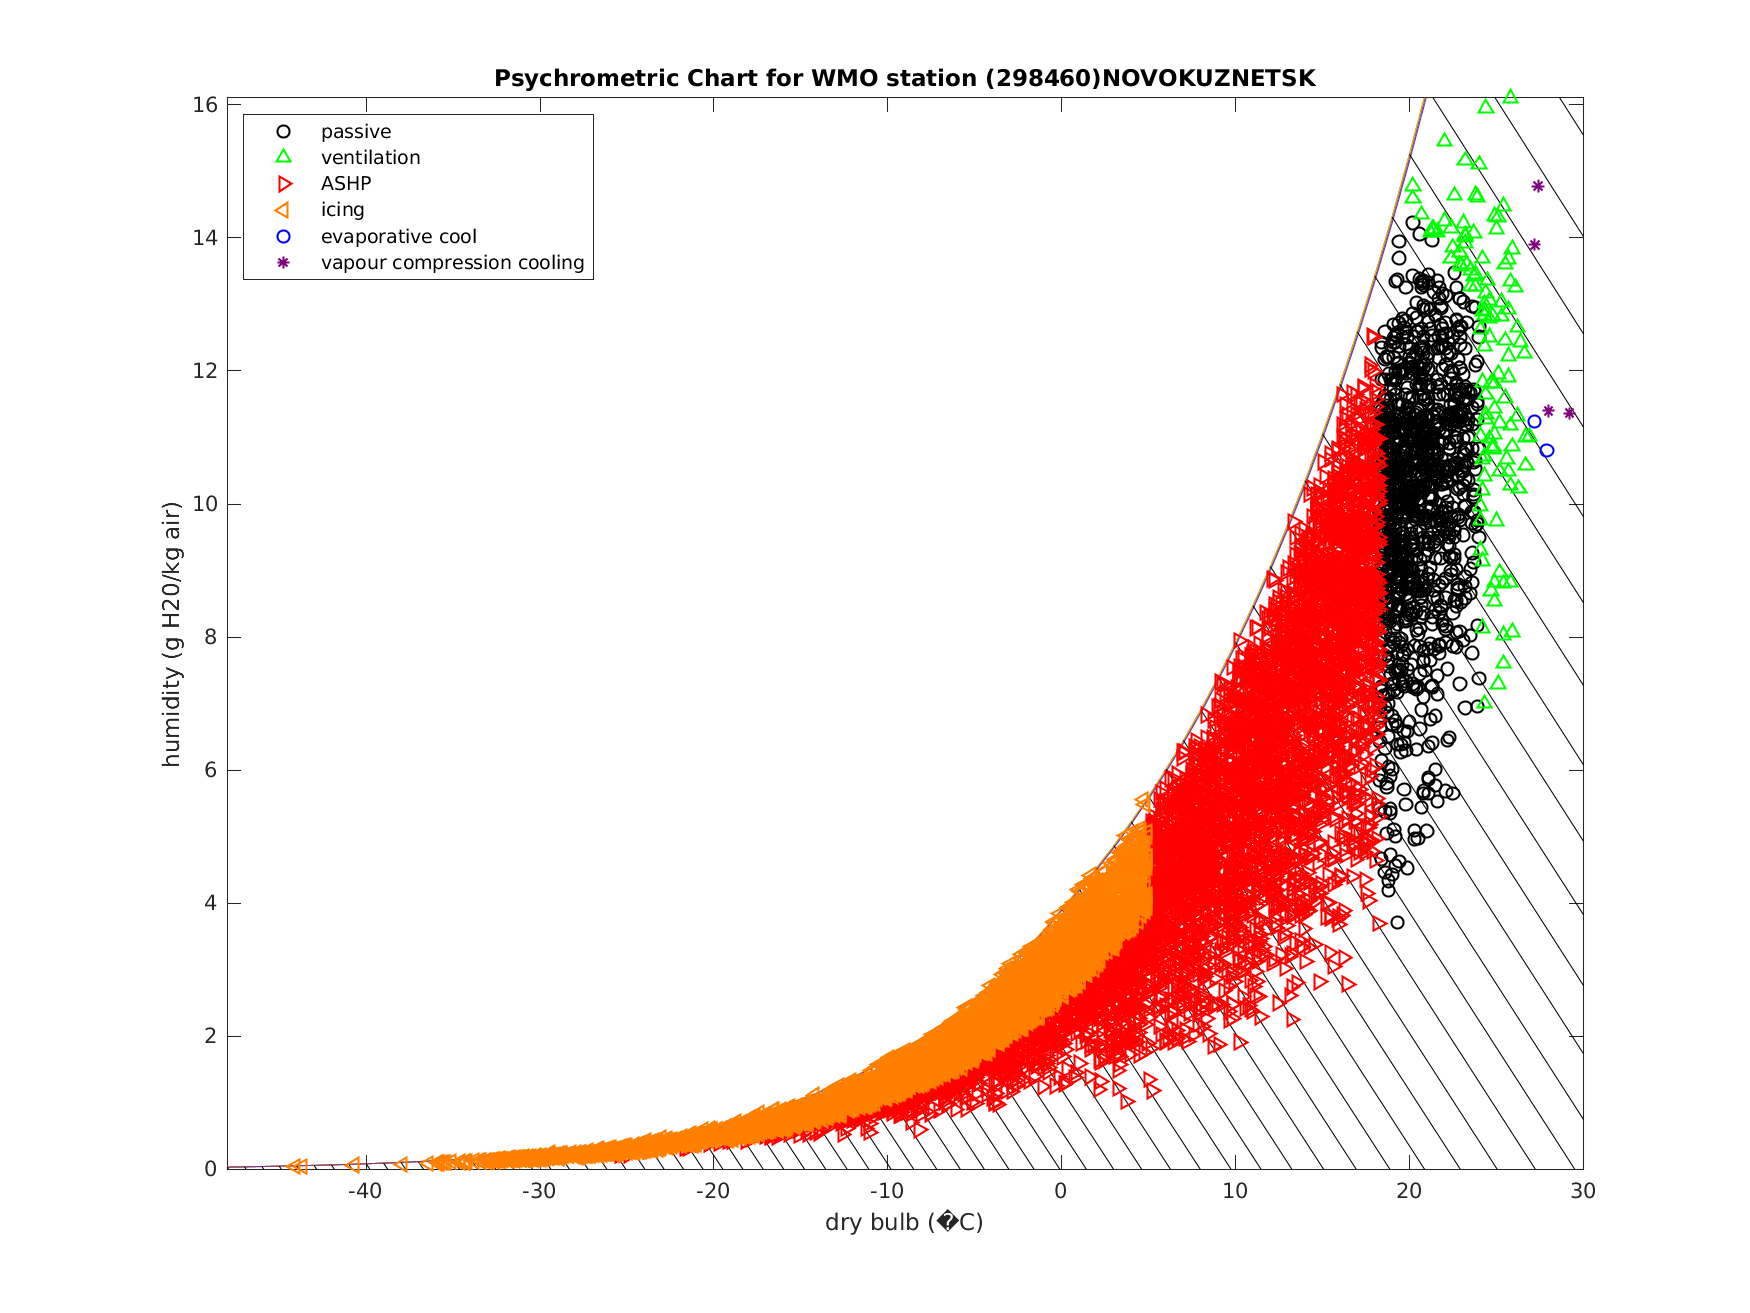 Psychrometric Chart for WMO station (298460)NOVOKUZNETSK
passive
ventilation
ASHP
icing
evaporative cool
vapour compression cooling
humidity (g H20/kg air)
16
14
12
10
8
6
4
2
0
-40 -30 -20 -10 0 10 20 30
dry bulb (�C)